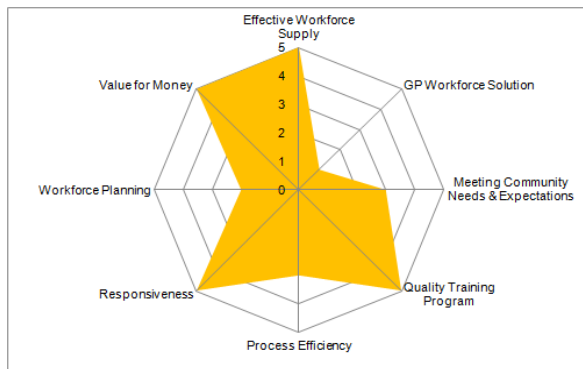 Effective Workforce
Supply
5
Value for Money
GP Workforce Solution
4
3
2
1
Workforce Planning
0
Meeting Community
Needs & Expectations
Responsiveness
Quality Training
Program
Process Efficiency